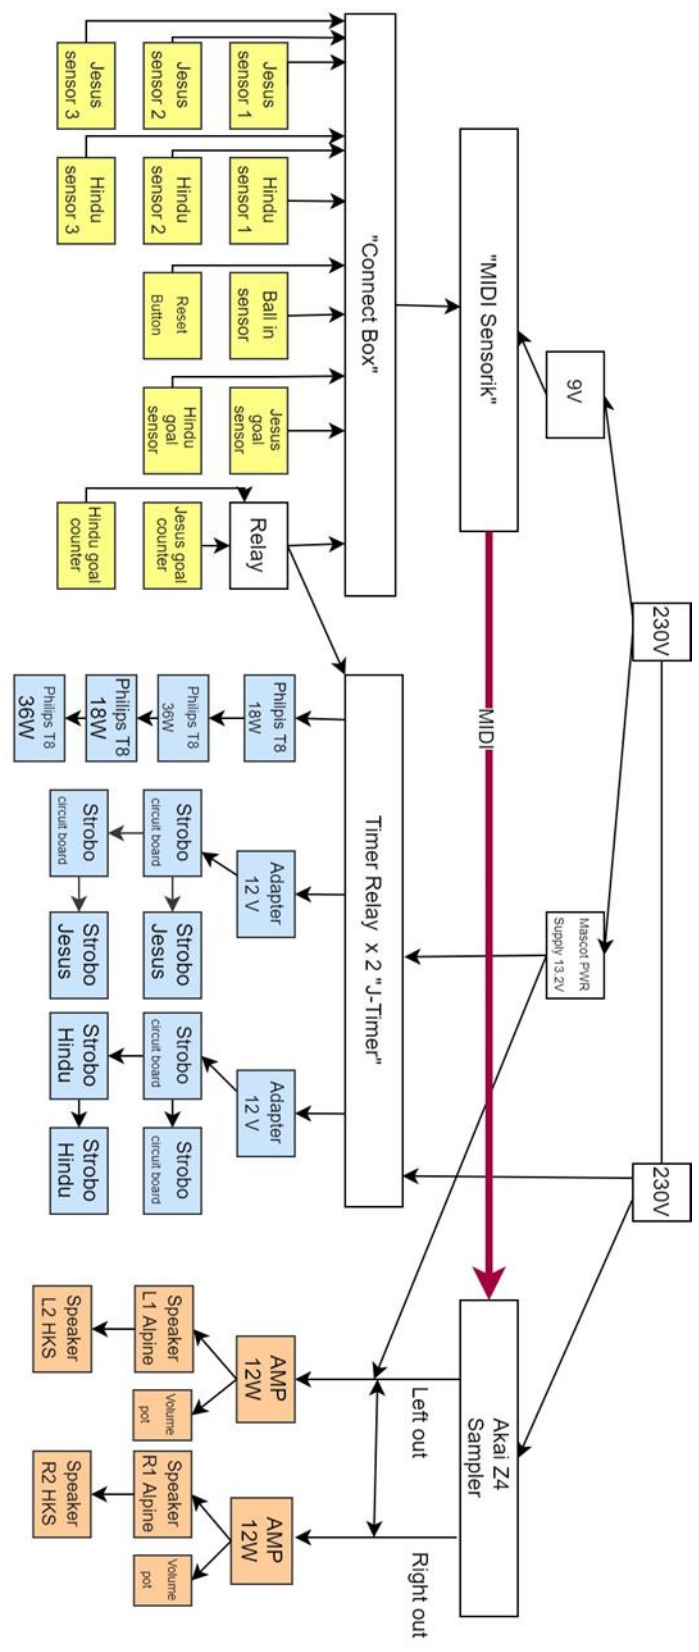 230V
230V
9V
Mascot PWR
Supply 13.2V
"MIDI Sensorik"
MIDI
Akai Z4
Sampler
"Connect Box"
Timer Relay x 2 "J-Timer"
Left out
Right out
Jesus
sensor 1
Hindu
sensor 1
Ball in
sensor
Jesus
goal
sensor
Relay
Philpis T8
18W
Adapter
12 V
Adapter
12 V
AMP
12W
AMP
12W
Jesus
sensor 2
Hindu
sensor 2
Reset
Button
Hindu
goal
sensor
Jesus goal
counter
Philips T8
36W
Strobo
circuit board
Strobo
Jesus
Strobo
circuit board
Strobo
circuit board
Speaker
L1 Alpine
Volume
pot
Speaker
R1 Alpine
Volume
pot
Jesus
sensor 3
Hindu
sensor 3
Hindu goal
counter
Philips T8
18W
Strobo
circuit board
Strobo
Jesus
Strobo
Hindu
Strobo
Hindu
Speaker
L2 HKS
Speaker
R2 HKS
Philips T8
36W